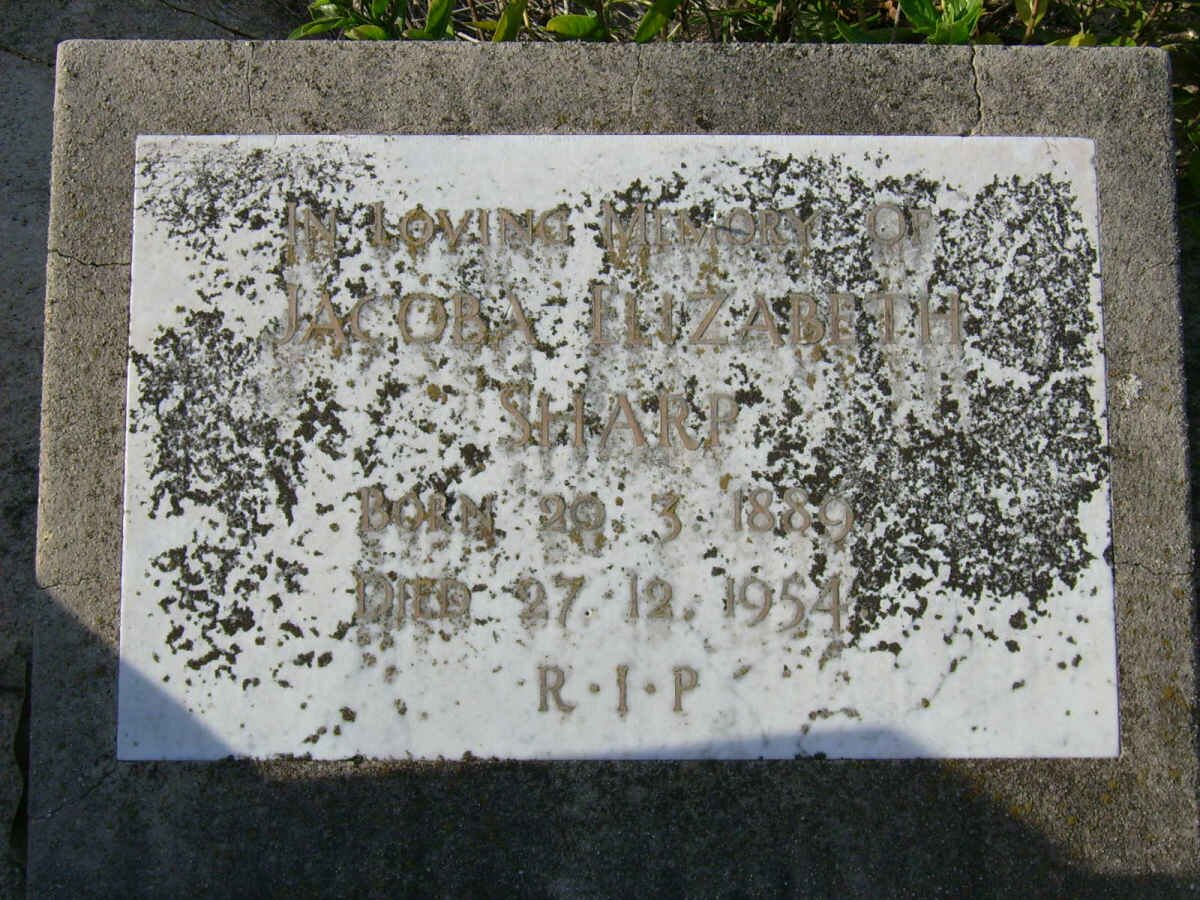 In Loving Memory Of
Jacoba Elizabeth
Sharp
Born 20. 3. 1889
Died 27. 12. 1954
R·I·P